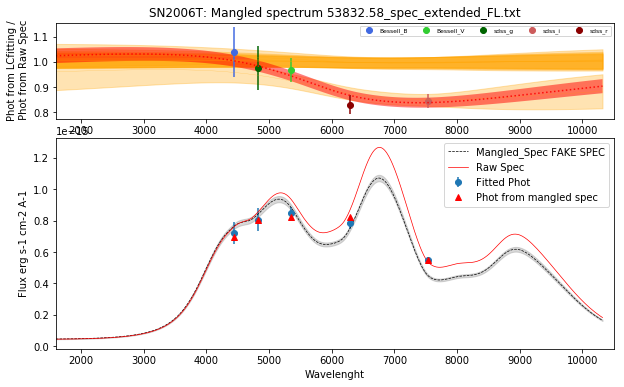 SN2006T: Mangled spectrum 53832.58_spec_extended_FL.txt
Phot from LCfitting /
Phot from Raw Spec
1.1
1.0
0.9
0.8
Bessell_B
Bessell_V
sdss_g
sdss_i
sdss_r
2000
3000
4000
5000
6000
7000
8000
9000
10000
Flux erg s-1 cm-2 A-1
1.2
1.0
0.8
0.6
0.4
0.2
0.0
Mangled_Spec FAKE SPEC
Raw Spec
Fitted Phot
Phot from mangled spec
2000
3000
4000
5000
6000
7000
8000
9000
10000
Wavelenght